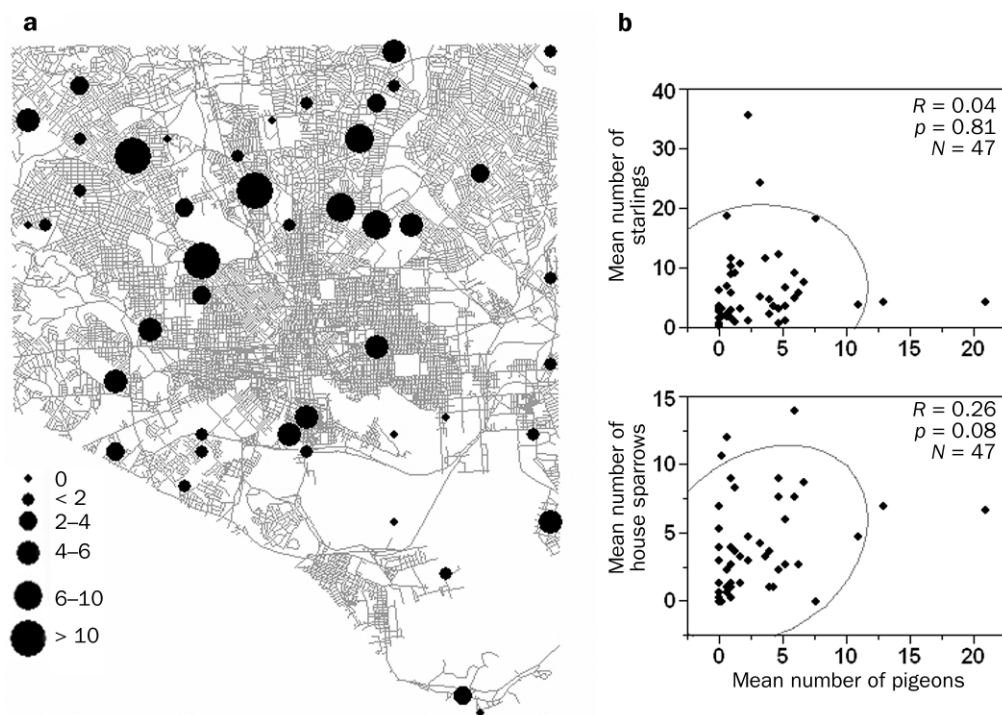 a
0
< 2
2–4
4–6
6–10
> 10
b
Mean number of
starlings
40
30
20
10
0
R = 0.04
p = 0.81
N = 47
0
5
10
15
20
Mean number of
house sparrows
15
10
5
0
R = 0.26
p = 0.08
N = 47
0
5
10
15
20
Mean number of pigeons